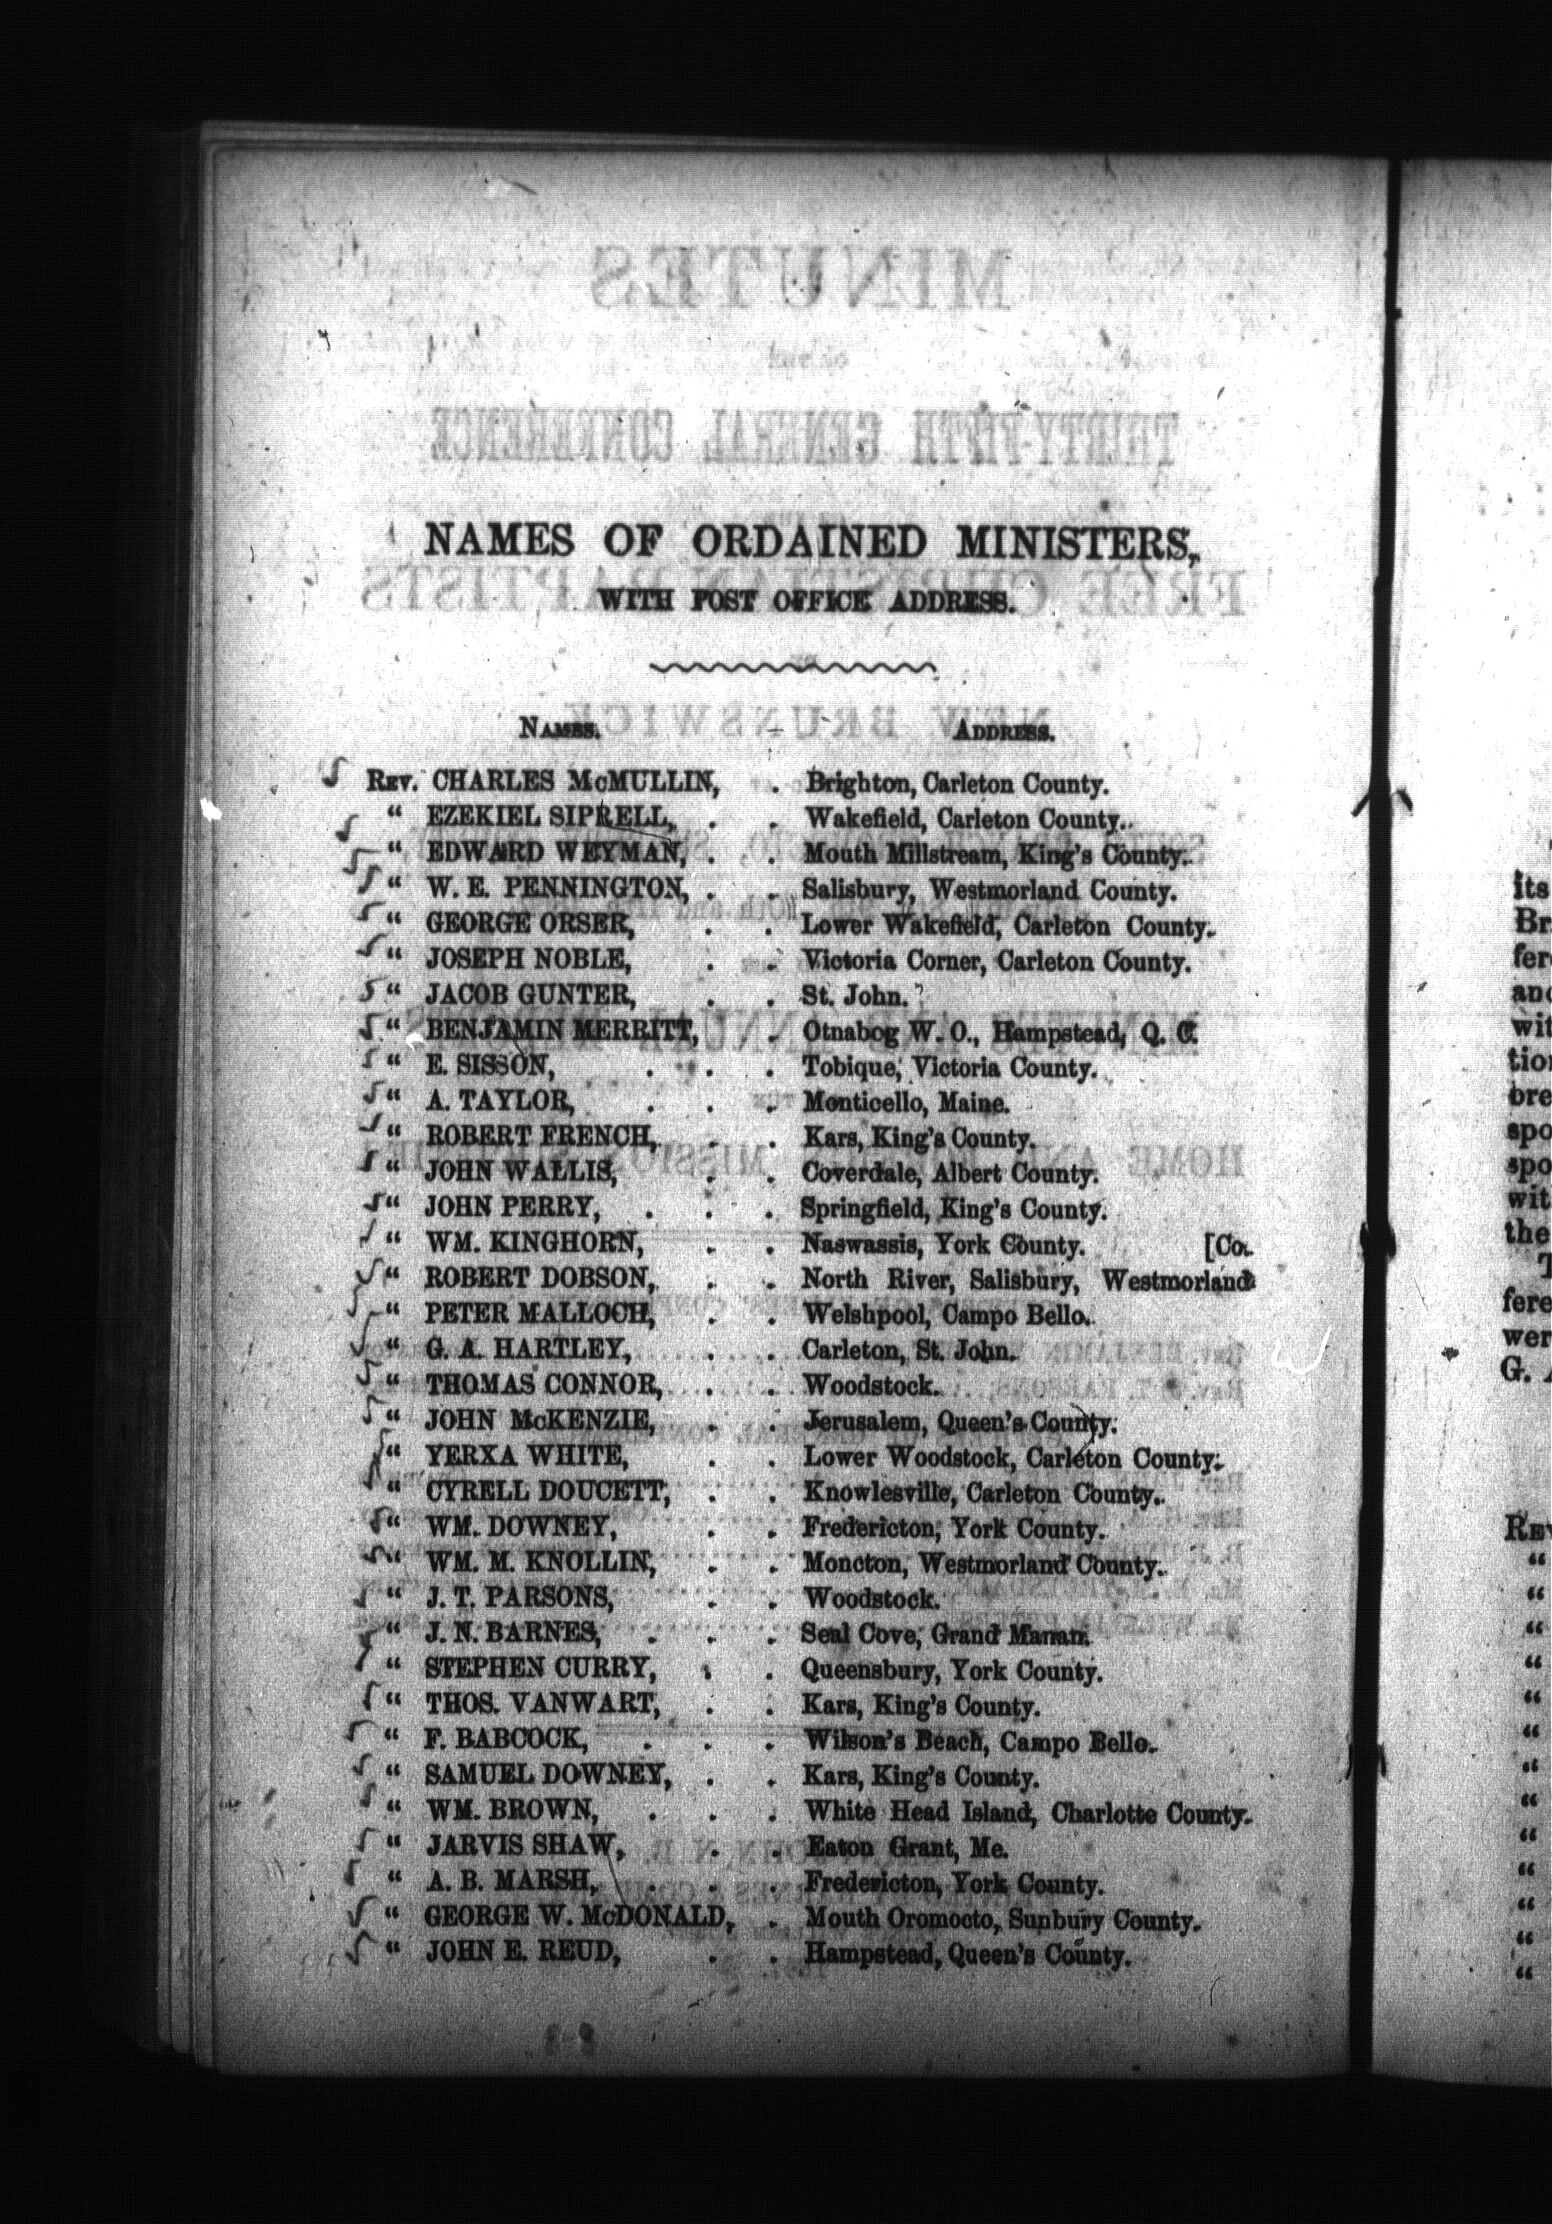 NAMES OF ORDAINED MINISTERS,
WITH POST OFFICE ADDRESS.
NAMES. ADDRESS.
REV. CHARLES McMULLIN, . Brighton, Carleton County.
“ EZEKIEL SIPRELL, . . Wakefield, Carleton County.
“ EDWARD WEYMAN, . . Mouth Millstream, King's County.
“ W. E. PENNINGTON, . . Salisbury, Westmorland County.
“ GEORGE ORSER, . . Lower Wakefield, Carleton County.
“ JOSEPH NOBLE, . . Victoria Corner, Carleton County.
“ JACOB GUNTER, . . St. John.
“ BENJAMIN MERRITT, . Otnabog W. O., Hampstead, Q. C.
“ E. SISSON, . . . Tobique, Victoria County.
“ A. TAYLOR, . . . Monticello, Maine.
“ ROBERT FRENCH, . . Kars, King's County.
“ JOHN WALLIS, . . Coverdale, Albert County.
“ JOHN PERRY, . . . Springfield, King's County.
“ WM. KINGHORN, . . Naswassis, York County. [Co.
“ ROBERT DOBSON, . . North River, Salisbury, Westmorland
“ PETER MALLOCH, . . Welshpool, Campo Bello.
“ G. A. HARTLEY, . . Carleton, St. John.
“ THOMAS CONNOR, . . Woodstock.
“ JOHN McKENZIE, . . Jerusalem, Queen's County.
“ YERXA WHITE, . . Lower Woodstock, Carleton County.
“ CYRELL DOUCETT, . . Knowlesville, Carleton County.
“ WM. DOWNEY, . . Fredericton, York County.
“ WM. M. KNOLLIN, . . Moncton, Westmorland County.
“ J. T. PARSONS, . . Woodstock.
“ J. N. BARNES, . . . Seal Cove, Grand Manan.
“ STEPHEN CURRY, . . Queensbury, York County.
“ THOS. VANWART, . . Kars, King's County.
“ F. BABCOCK, . . . Wilson's Beach, Campo Bello.
“ SAMUEL DOWNEY, . . Kars, King's County.
“ WM. BROWN, . . . White Head Island, Charlotte County.
“ JARVIS SHAW, . . Eaton Grant, Me.
“ A. B. MARSH, . . . Fredericton, York County.
“ GEORGE W. McDONALD, . Mouth Oromocto, Sunbury County.
“ JOHN E. REUD, . . Hampstead, Queen's County.